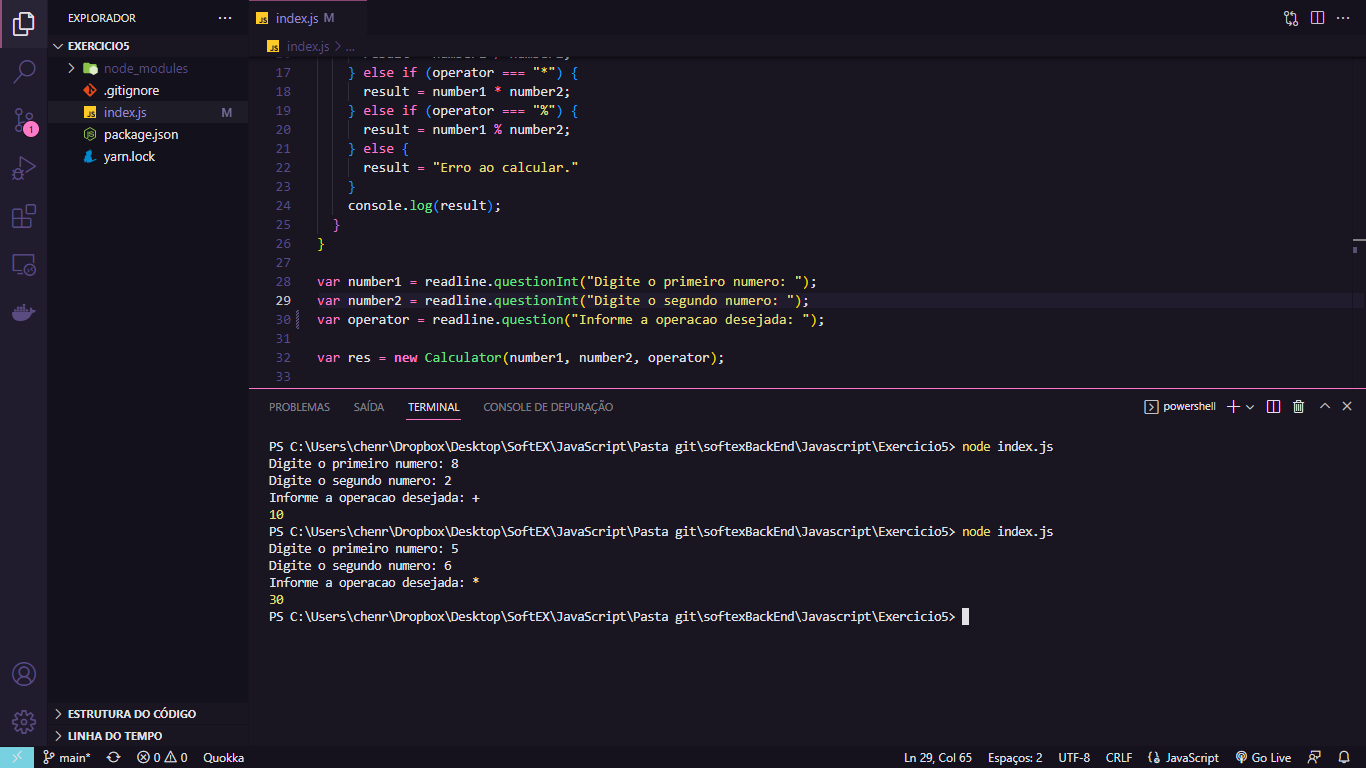 EXPLORADOR
EXERCICIO5
node_modules
.gitignore
index.js M
package.json
yarn.lock
1
ESTRUTURA DO CÓDIGO
LINHA DO TEMPO
JS index.js M
JS index.js > ...
17 } else if (operator === "*") {
18 result = number1 * number2;
19 } else if (operator === "%") {
20 result = number1 % number2;
21 } else {
22 result = "Erro ao calcular."
23 }
24 console.log(result);
25 }
26 }
27
28 var number1 = readline.questionInt("Digite o primeiro numero: ");
29 var number2 = readline.questionInt("Digite o segundo numero: ");
30 var operator = readline.question("Informe a operacao desejada: ");
31
32 var res = new Calculator(number1, number2, operator);
33
PROBLEMAS SAÍDA TERMINAL CONSOLE DE DEPURAÇÃO powershell
PS C:\Users\chenr\Dropbox\Desktop\SoftEX\JavaScript\Pasta git\softexBackEnd\Javascript\Exercicio5> node index.js
Digite o primeiro numero: 8
Digite o segundo numero: 2
Informe a operacao desejada: +
10
PS C:\Users\chenr\Dropbox\Desktop\SoftEX\JavaScript\Pasta git\softexBackEnd\Javascript\Exercicio5> node index.js
Digite o primeiro numero: 5
Digite o segundo numero: 6
Informe a operacao desejada: *
30
PS C:\Users\chenr\Dropbox\Desktop\SoftEX\JavaScript\Pasta git\softexBackEnd\Javascript\Exercicio5>
main* 0 0 Quokka Ln 29, Col 65 Espaços: 2 UTF-8 CRLF JavaScript Go Live